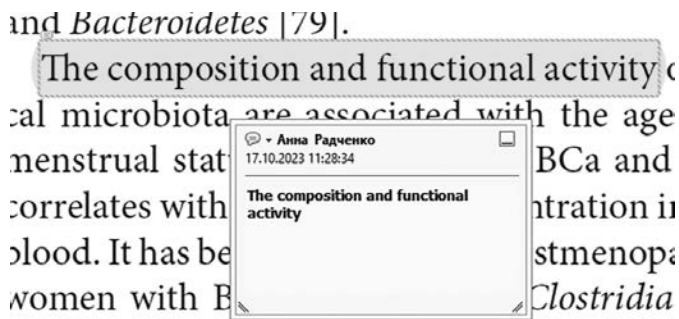 and Bacteroidetes [79].
The composition and functional activity
cal microbiota are associated with the age
menstrual stat BCa and
correlates with ntration in
blood. It has be stmenopa
women with B Clostridia
Анна Радченко
17.10.2023 11:28:34
The composition and functional
activity